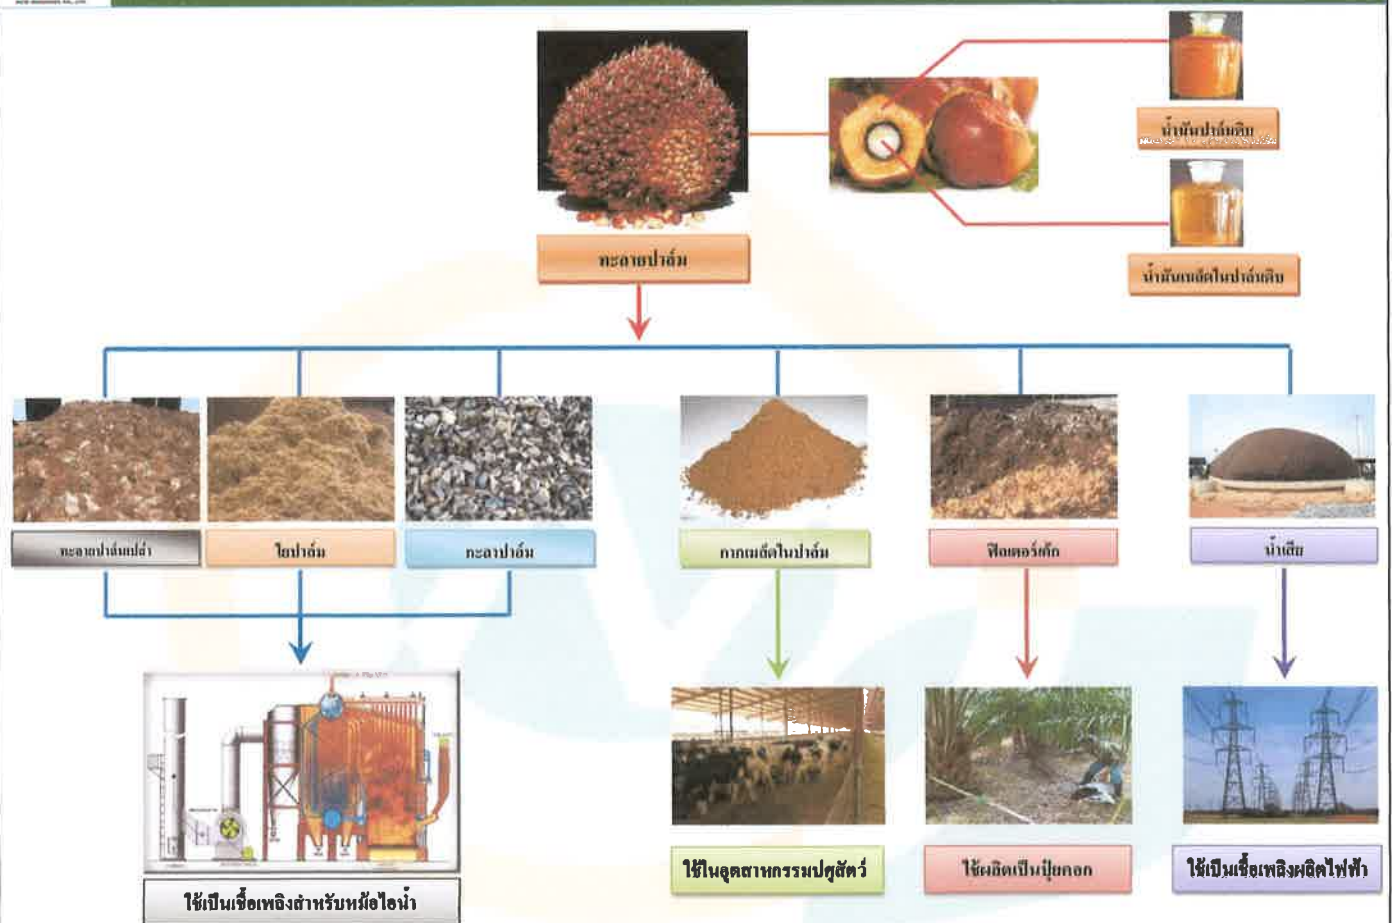 น้ำมันปาล์มดิบ
น้ำมันเมล็ดในปาล์มดิบ
ทะลายปาล์ม
ทะลายปาล์มเปล่า
ใยปาล์ม
กะลาปาล์ม
กากเมล็ดในปาล์ม
ฟิลเตอร์เค้ก
น้ำเสีย
ใช้เป็นเชื้อเพลิงสำหรับหม้อไอน้ำ
ใช้ในอุตสาหกรรมปศุสัตว์
ใช้ผลิตเป็นปุ๋ยคอก
ใช้เป็นเชื้อเพลิงผลิตไฟฟ้า